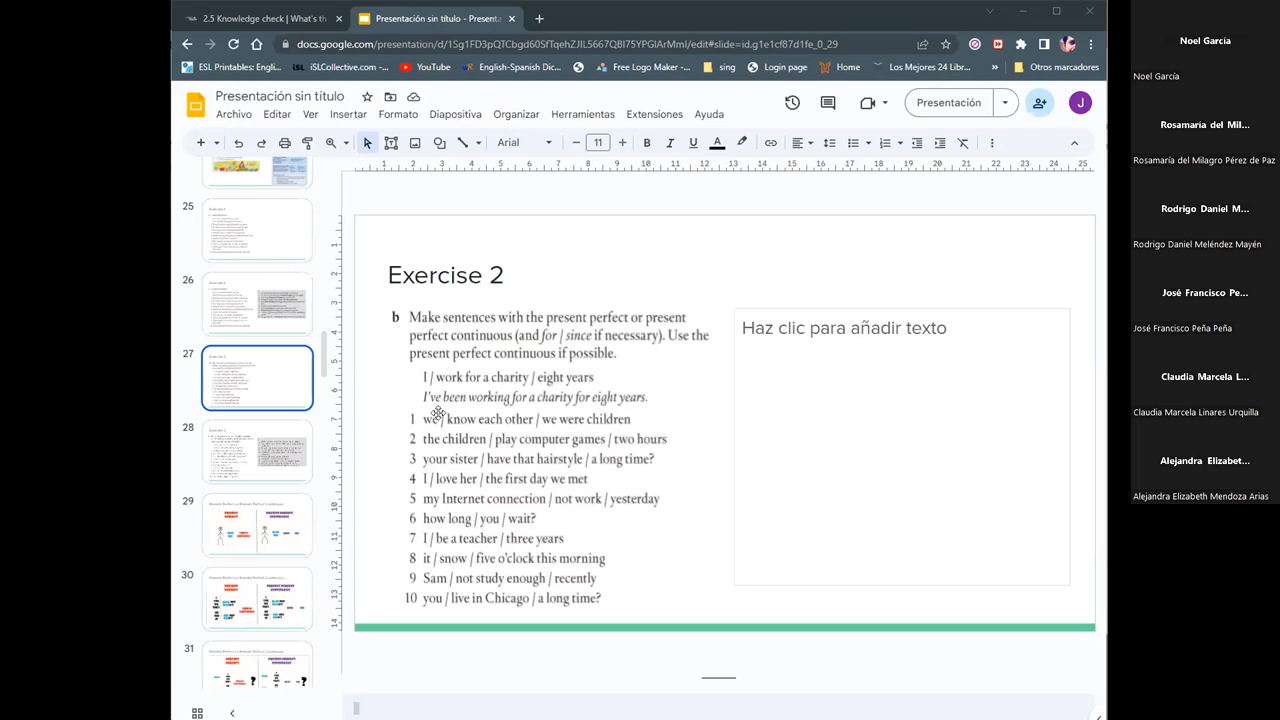 2.5 Knowledge check | What's th
Presentación sin título - Presenta
docs.google.com/presentation/d/1Sg1FD3pQTCbgd60SfTqehZJIL5667QBI75YPGIArMmI/edit#slide=id.g1e1cf87d1fe_0_29
ESL Printables: Engli...
iSLCollective.com
YouTube
English-Spanish Dic...
Free Logo Maker -...
sing
Login page
Home
Los Mejores 24 Libr...
»
Otros marcadores
Presentación sin título
Archivo Editar Ver Insertar Formato Diapositiva Organizar Herramientas Extensiones Ayuda
Presentación
J
Arial
11
25
26
27
28
29
30
31
Exercise 2
b Make sentences with the present perfect or present
perfect continuous (and for / since if necessary). Use the
present perfect continuous if possible.
I / work for a charity / eight years
I've been working for a charity for eight years.
1 we / know each other / we were children
2 the children / play computer games / two hours
3 your sister / have that hairstyle / a long time?
4 I / love her / the first day we met
5 my Internet connection / not work / yesterday
6 how long / you / wait?
7 I / be a teacher / three years
8 it / snow / five o'clock this morning
9 Sam / not study enough / recently
10 you / live in Chicago / a long time?
Haz clic para añadir texto
Noel Garcia
Noel García
Rosamaria del Mil...
Rosamaria del Milagro Pérez de Paz
Rodrigo Daniel M...
Rodrigo Daniel Meléndez Mayén
José Francisco Pe...
José Francisco Peña Peña
Claudia Marcela L...
Claudia Marcela Linares Urquilla
Alejandra Elizabet...
Alejandra Elizabeth Mendoza Arias